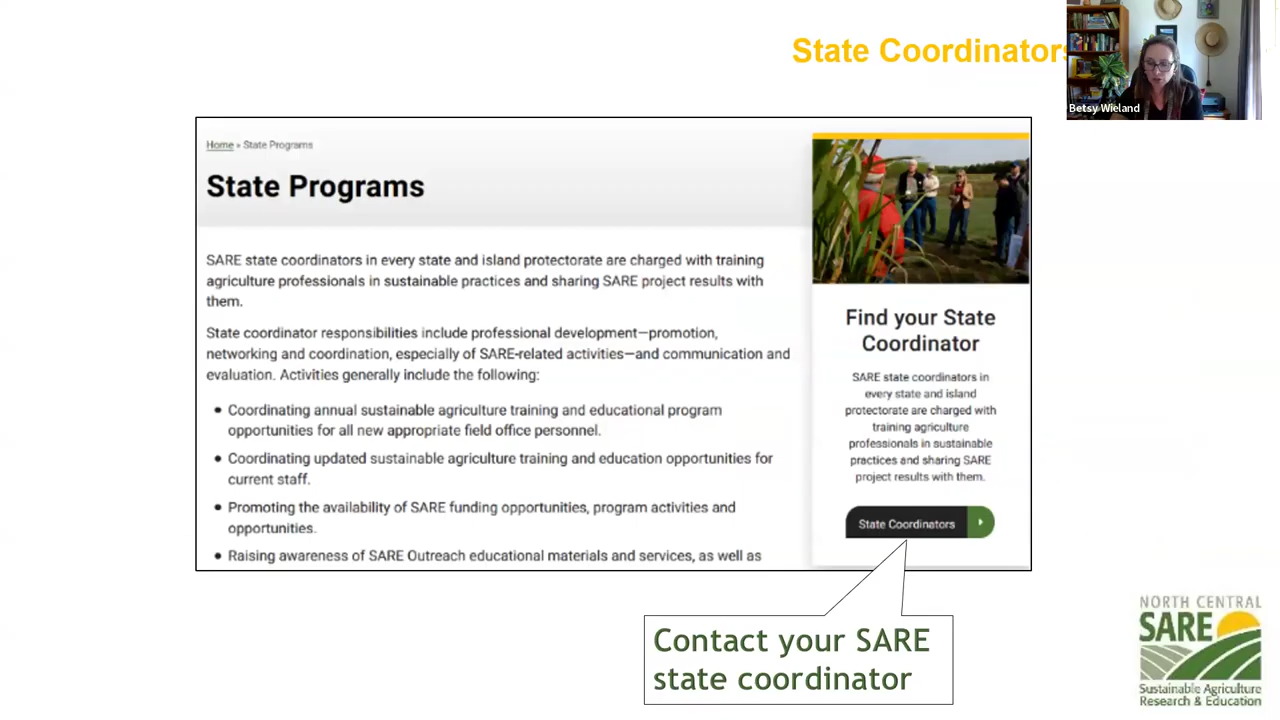 State Coordinators
Betsy Wieland
Home » State Programs
State Programs
SARE state coordinators in every state and island protectorate are charged with training
agriculture professionals in sustainable practices and sharing SARE project results with
them.
State coordinator responsibilities include professional development—promotion,
networking and coordination, especially of SARE-related activities—and communication and
evaluation. Activities generally include the following:
• Coordinating annual sustainable agriculture training and educational program
opportunities for all new appropriate field office personnel.
• Coordinating updated sustainable agriculture training and education opportunities for
current staff.
• Promoting the availability of SARE funding opportunities, program activities and
opportunities.
• Raising awareness of SARE Outreach educational materials and services, as well as
Find your State
Coordinator
SARE state coordinators in
every state and island
protectorate are charged with
training agriculture
professionals in sustainable
practices and sharing SARE
project results with them.
State Coordinators
Contact your SARE
state coordinator
NORTH CENTRAL
SARE
Sustainable Agriculture
Research & Education